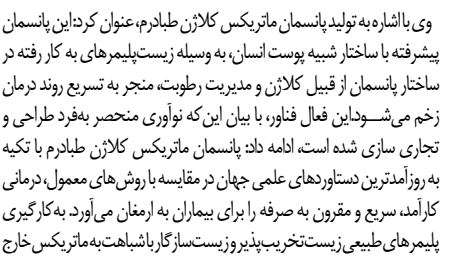 وی با اشاره به تولید پانسمان ماتریکس کلاژن طبادرم، عنوان کرد: این پانسمان
پیشرفته با ساختار شبیه پوست انسان، به وسیله زیست‌پلیمرهای به کار رفته در
ساختار پانسمان از قبیل کلاژن و مدیریت رطوبت، منجر به تسریع روند درمان
زخم می‌شــود.این فعال فناور، با بیان این‌که نوآوری منحصر به‌فرد طراحی و
تجاری سازی شده است، ادامه داد: پانسمان ماتریکس کلاژن طبادرم با تکیه
به روزآمدترین دستاوردهای علمی جهان در مقایسه با روش‌های معمول، درمانی
کارآمد، سریع و مقرون به صرفه را برای بیماران به ارمغان می‌آورد. به‌کارگیری
پلیمرهای طبیعی زیست‌تخریب‌پذیر و زیست‌سازگار با شباهت به ماتریکس خارج